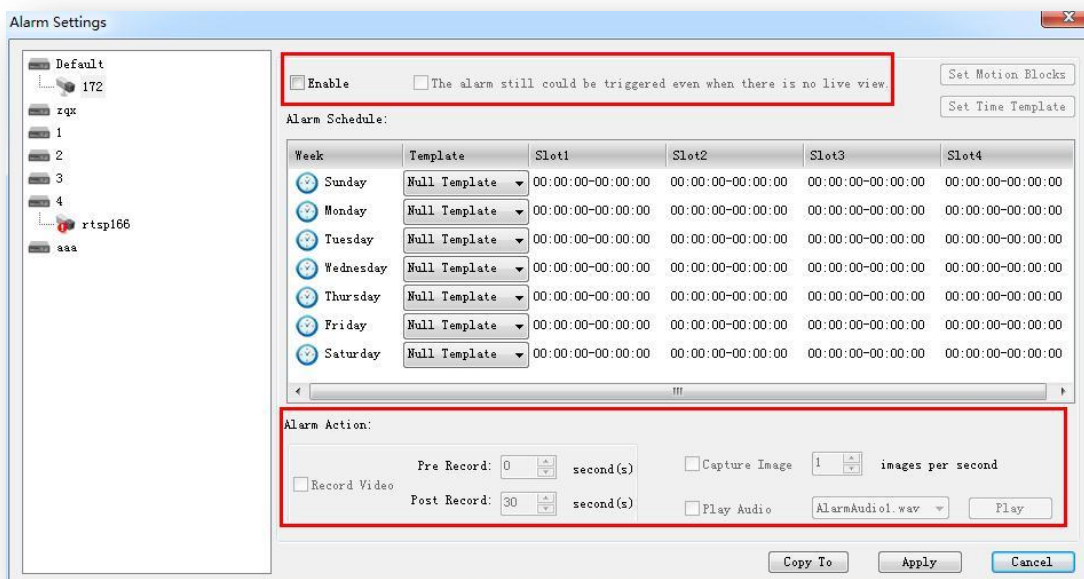 Alarm Settings
Default
172
zqx
1
2
3
4
rtsp166
aaa
Enable The alarm still could be triggered even when there is no live view.
Set Motion Blocks
Set Time Template
Alarm Schedule:
Week Template Slot1 Slot2 Slot3 Slot4
Sunday Null Template 00:00:00-00:00:00 00:00:00-00:00:00 00:00:00-00:00:00 00:00:00-00:00:00
Monday Null Template 00:00:00-00:00:00 00:00:00-00:00:00 00:00:00-00:00:00 00:00:00-00:00:00
Tuesday Null Template 00:00:00-00:00:00 00:00:00-00:00:00 00:00:00-00:00:00 00:00:00-00:00:00
Wednesday Null Template 00:00:00-00:00:00 00:00:00-00:00:00 00:00:00-00:00:00 00:00:00-00:00:00
Thursday Null Template 00:00:00-00:00:00 00:00:00-00:00:00 00:00:00-00:00:00 00:00:00-00:00:00
Friday Null Template 00:00:00-00:00:00 00:00:00-00:00:00 00:00:00-00:00:00 00:00:00-00:00:00
Saturday Null Template 00:00:00-00:00:00 00:00:00-00:00:00 00:00:00-00:00:00 00:00:00-00:00:00
Alarm Action:
Record Video
Pre Record: 0 second(s)
Post Record: 30 second(s)
Capture Image 1 images per second
Play Audio AlarmAudio1.wav Play
Copy To Apply Cancel